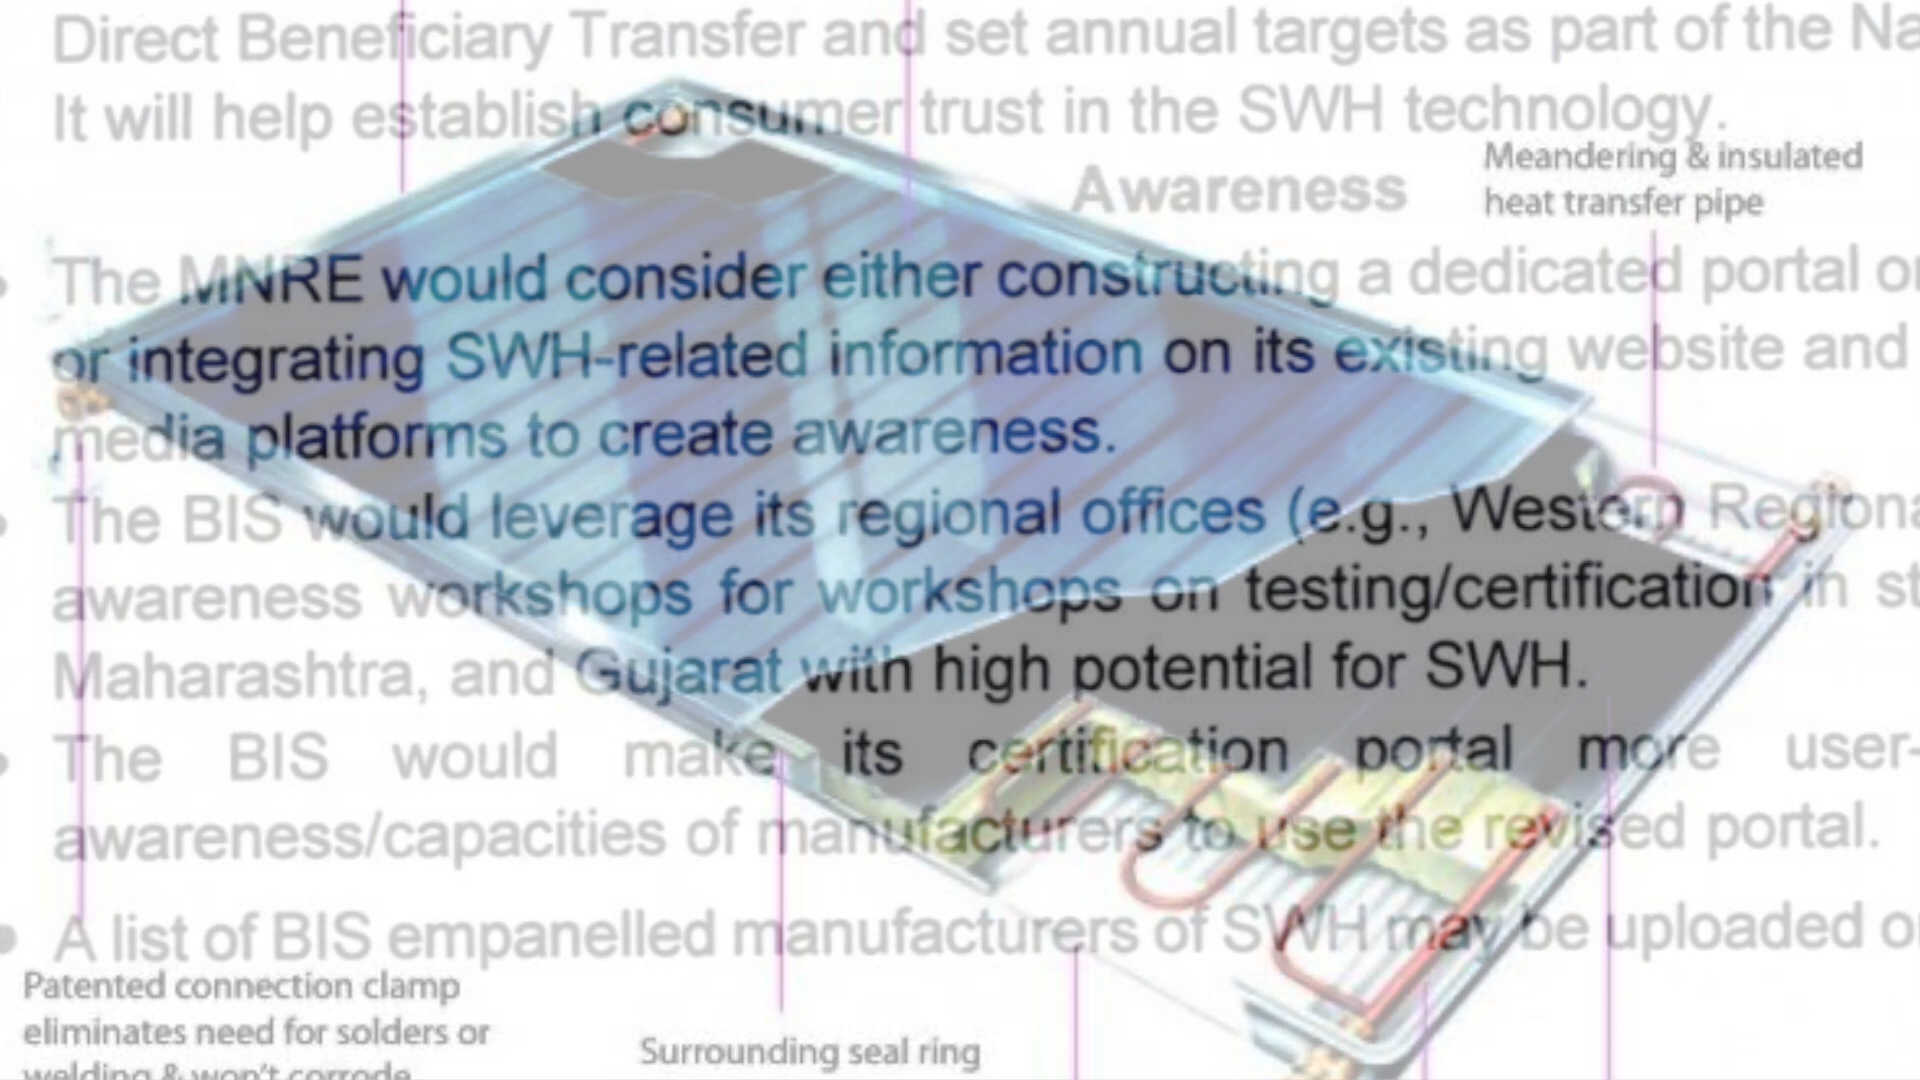 Direct Beneficiary Transfer and set annual targets as part of the Na
It will help establish consumer trust in the SWH technology.
Meandering & insulated
heat transfer pipe
Awareness
The MNRE would consider either constructing a dedicated portal or
or integrating SWH-related information on its existing website and
media platforms to create awareness.
The BIS would leverage its regional offices (e.g., Western Regiona
awareness workshops for workshops on testing/certification in st
Maharashtra, and Gujarat with high potential for SWH.
The BIS would make its certification portal more user-
awareness/capacities of manufacturers to use the revised portal.
A list of BIS empanelled manufacturers of SWH may be uploaded o
Patented connection clamp
eliminates need for solders or
welding & won't corrode
Surrounding seal ring